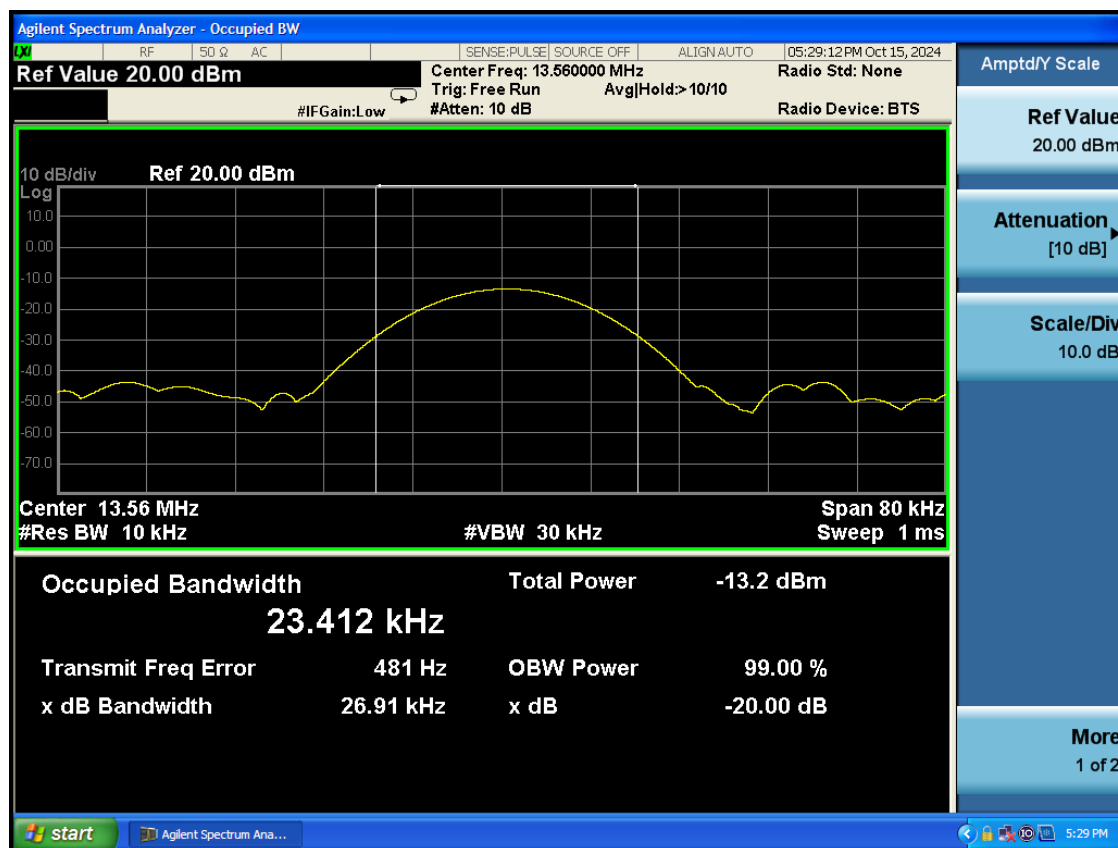 Agilent Spectrum Analyzer - Occupied BW
LXI RF 50 Ω AC SENSE:PULSE SOURCE OFF ALIGN AUTO 05:29:12 PM Oct 15, 2024
Ref Value 20.00 dBm
Center Freq: 13.560000 MHz
Radio Std: None
Trig: Free Run Avg|Hold:>10/10
#IFGain:Low #Atten: 10 dB Radio Device: BTS
10 dB/div Ref 20.00 dBm
Log
10.0
0.00
-10.0
-20.0
-30.0
-40.0
-50.0
-60.0
-70.0
Center 13.56 MHz Span 80 kHz
#Res BW 10 kHz #VBW 30 kHz Sweep 1 ms
Occupied Bandwidth Total Power -13.2 dBm
23.412 kHz
Transmit Freq Error 481 Hz OBW Power 99.00 %
x dB Bandwidth 26.91 kHz x dB -20.00 dB
Amptd/Y Scale
Ref Value
20.00 dBm
Attenuation
[10 dB]
Scale/Div
10.0 dB
More
1 of 2
start Agilent Spectrum Ana... 5:29 PM